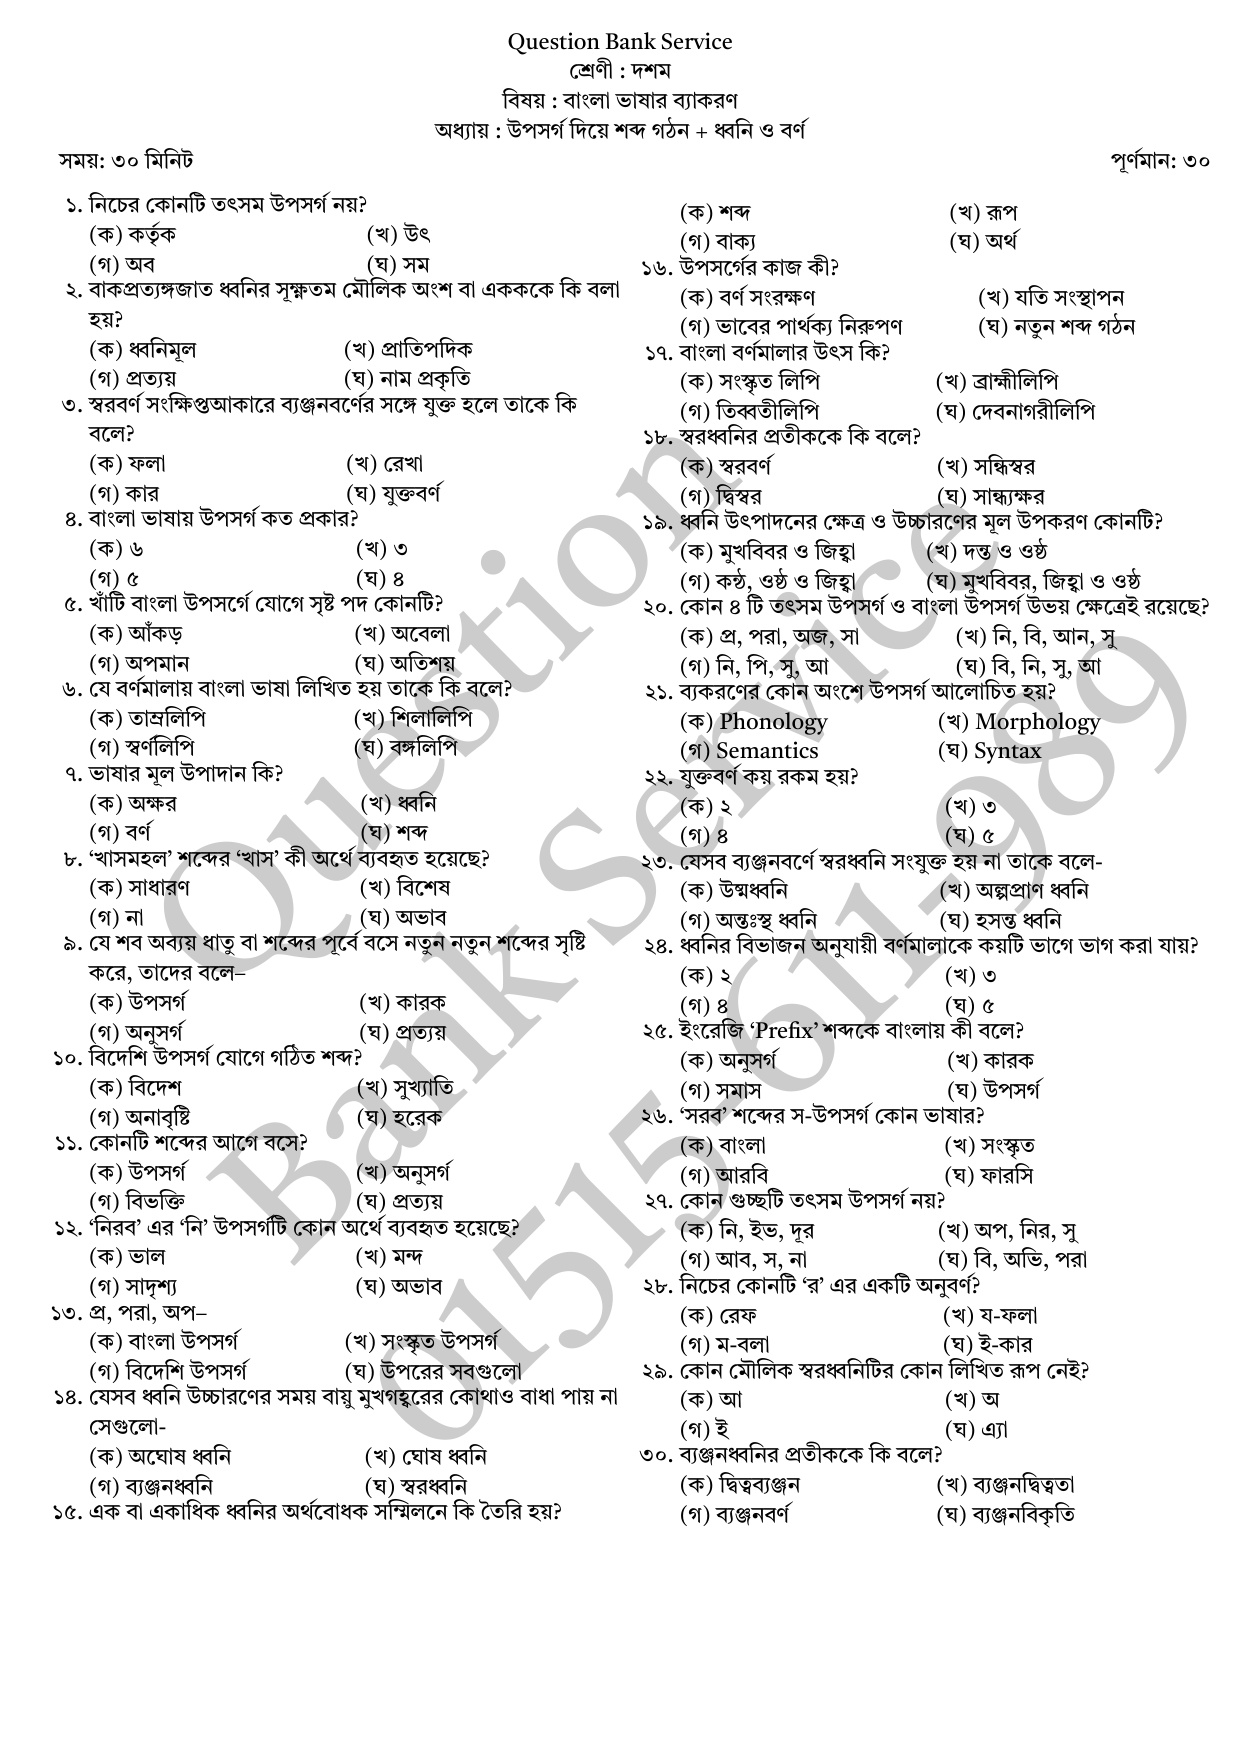 Question Bank Service
শ্রেণী : দশম
বিষয় : বাংলা ভাষার ব্যাকরণ
অধ্যায় : উপসর্গ দিয়ে শব্দ গঠন + ধ্বনি ও বর্ণ
সময়: ৩০ মিনিট পূর্ণমান: ৩০
১. নিচের কোনটি তৎসম উপসর্গ নয়?
(ক) কর্তৃক (খ) উৎ
(গ) অব (ঘ) সম
২. বাকপ্রত্যঙ্গজাত ধ্বনির সূক্ষ্ণতম মৌলিক অংশ বা একককে কি বলা
হয়?
(ক) ধ্বনিমূল (খ) প্রাতিপদিক
(গ) প্রত্যয় (ঘ) নাম প্রকৃতি
৩. স্বরবর্ণ সংক্ষিপ্তআকারে ব্যঞ্জনবর্ণের সঙ্গে যুক্ত হলে তাকে কি
বলে?
(ক) ফলা (খ) রেখা
(গ) কার (ঘ) যুক্তবর্ণ
৪. বাংলা ভাষায় উপসর্গ কত প্রকার?
(ক) ৬ (খ) ৩
(গ) ৫ (ঘ) ৪
৫. খাঁটি বাংলা উপসর্গে যোগে সৃষ্ট পদ কোনটি?
(ক) আঁকড় (খ) অবেলা
(গ) অপমান (ঘ) অতিশয়
৬. যে বর্ণমালায় বাংলা ভাষা লিখিত হয় তাকে কি বলে?
(ক) তাম্রলিপি (খ) শিলালিপি
(গ) স্বর্ণলিপি (ঘ) বঙ্গলিপি
৭. ভাষার মূল উপাদান কি?
(ক) অক্ষর (খ) ধ্বনি
(গ) বর্ণ (ঘ) শব্দ
৮. ‘খাসমহল’ শব্দের ‘খাস’ কী অর্থে ব্যবহৃত হয়েছে?
(ক) সাধারণ (খ) বিশেষ
(গ) না (ঘ) অভাব
৯. যে শব অব্যয় ধাতু বা শব্দের পূর্বে বসে নতুন নতুন শব্দের সৃষ্টি
করে, তাদের বলে–
(ক) উপসর্গ (খ) কারক
(গ) অনুসর্গ (ঘ) প্রত্যয়
১০. বিদেশি উপসর্গ যোগে গঠিত শব্দ?
(ক) বিদেশ (খ) সুখ্যাতি
(গ) অনাবৃষ্টি (ঘ) হরেক
১১. কোনটি শব্দের আগে বসে?
(ক) উপসর্গ (খ) অনুসর্গ
(গ) বিভক্তি (ঘ) প্রত্যয়
১২. ‘নিরব’ এর ‘নি’ উপসর্গটি কোন অর্থে ব্যবহৃত হয়েছে?
(ক) ভাল (খ) মন্দ
(গ) সাদৃশ্য (ঘ) অভাব
১৩. প্র, পরা, অপ–
(ক) বাংলা উপসর্গ (খ) সংস্কৃত উপসর্গ
(গ) বিদেশি উপসর্গ (ঘ) উপরের সবগুলো
১৪. যেসব ধ্বনি উচ্চারণের সময় বায়ু মুখগহ্বরের কোথাও বাধা পায় না
সেগুলো-
(ক) অঘোষ ধ্বনি (খ) ঘোষ ধ্বনি
(গ) ব্যঞ্জনধ্বনি (ঘ) স্বরধ্বনি
১৫. এক বা একাধিক ধ্বনির অর্থবোধক সম্মিলনে কি তৈরি হয়?
(ক) শব্দ (খ) রূপ
(গ) বাক্য (ঘ) অর্থ
১৬. উপসর্গের কাজ কী?
(ক) বর্ণ সংরক্ষণ (খ) যতি সংস্থাপন
(গ) ভাবের পার্থক্য নিরুপণ (ঘ) নতুন শব্দ গঠন
১৭. বাংলা বর্ণমালার উৎস কি?
(ক) সংস্কৃত লিপি (খ) ব্রাহ্মীলিপি
(গ) তিব্বতীলিপি (ঘ) দেবনাগরীলিপি
১৮. স্বরধ্বনির প্রতীককে কি বলে?
(ক) স্বরবর্ণ (খ) সন্ধিস্বর
(গ) দ্বিস্বর (ঘ) সান্ধ্যক্ষর
১৯. ধ্বনি উৎপাদনের ক্ষেত্র ও উচ্চারণের মূল উপকরণ কোনটি?
(ক) মুখবিবর ও জিহ্বা (খ) দন্ত ও ওষ্ঠ
(গ) কন্ঠ, ওষ্ঠ ও জিহ্বা (ঘ) মুখবিবর, জিহ্বা ও ওষ্ঠ
২০. কোন ৪ টি তৎসম উপসর্গ ও বাংলা উপসর্গ উভয় ক্ষেত্রেই রয়েছে?
(ক) প্র, পরা, অজ, সা (খ) নি, বি, আন, সু
(গ) নি, পি, সু, আ (ঘ) বি, নি, সু, আ
২১. ব্যকরণের কোন অংশে উপসর্গ আলোচিত হয়?
(ক) Phonology (খ) Morphology
(গ) Semantics (ঘ) Syntax
২২. যুক্তবর্ণ কয় রকম হয়?
(ক) ২ (খ) ৩
(গ) ৪ (ঘ) ৫
২৩. যেসব ব্যঞ্জনবর্ণে স্বরধ্বনি সংযুক্ত হয় না তাকে বলে-
(ক) উষ্মধ্বনি (খ) অল্পপ্রাণ ধ্বনি
(গ) অন্তঃস্থ ধ্বনি (ঘ) হসন্ত ধ্বনি
২৪. ধ্বনির বিভাজন অনুযায়ী বর্ণমালাকে কয়টি ভাগে ভাগ করা যায়?
(ক) ২ (খ) ৩
(গ) ৪ (ঘ) ৫
২৫. ইংরেজি ‘Prefix’ শব্দকে বাংলায় কী বলে?
(ক) অনুসর্গ (খ) কারক
(গ) সমাস (ঘ) উপসর্গ
২৬. ‘সরব’ শব্দের স-উপসর্গ কোন ভাষার?
(ক) বাংলা (খ) সংস্কৃত
(গ) আরবি (ঘ) ফারসি
২৭. কোন গুচ্ছটি তৎসম উপসর্গ নয়?
(ক) নি, ইভ, দূর (খ) অপ, নির, সু
(গ) আব, স, না (ঘ) বি, অভি, পরা
২৮. নিচের কোনটি ‘র’ এর একটি অনুবর্ণ?
(ক) রেফ (খ) য-ফলা
(গ) ম-বলা (ঘ) ই-কার
২৯. কোন মৌলিক স্বরধ্বনিটির কোন লিখিত রূপ নেই?
(ক) আ (খ) অ
(গ) ই (ঘ) এ্যা
৩০. ব্যঞ্জনধ্বনির প্রতীককে কি বলে?
(ক) দ্বিত্বব্যঞ্জন (খ) ব্যঞ্জনদ্বিত্বতা
(গ) ব্যঞ্জনবর্ণ (ঘ) ব্যঞ্জনবিকৃতি
Question
Bank Service
01515-611-989